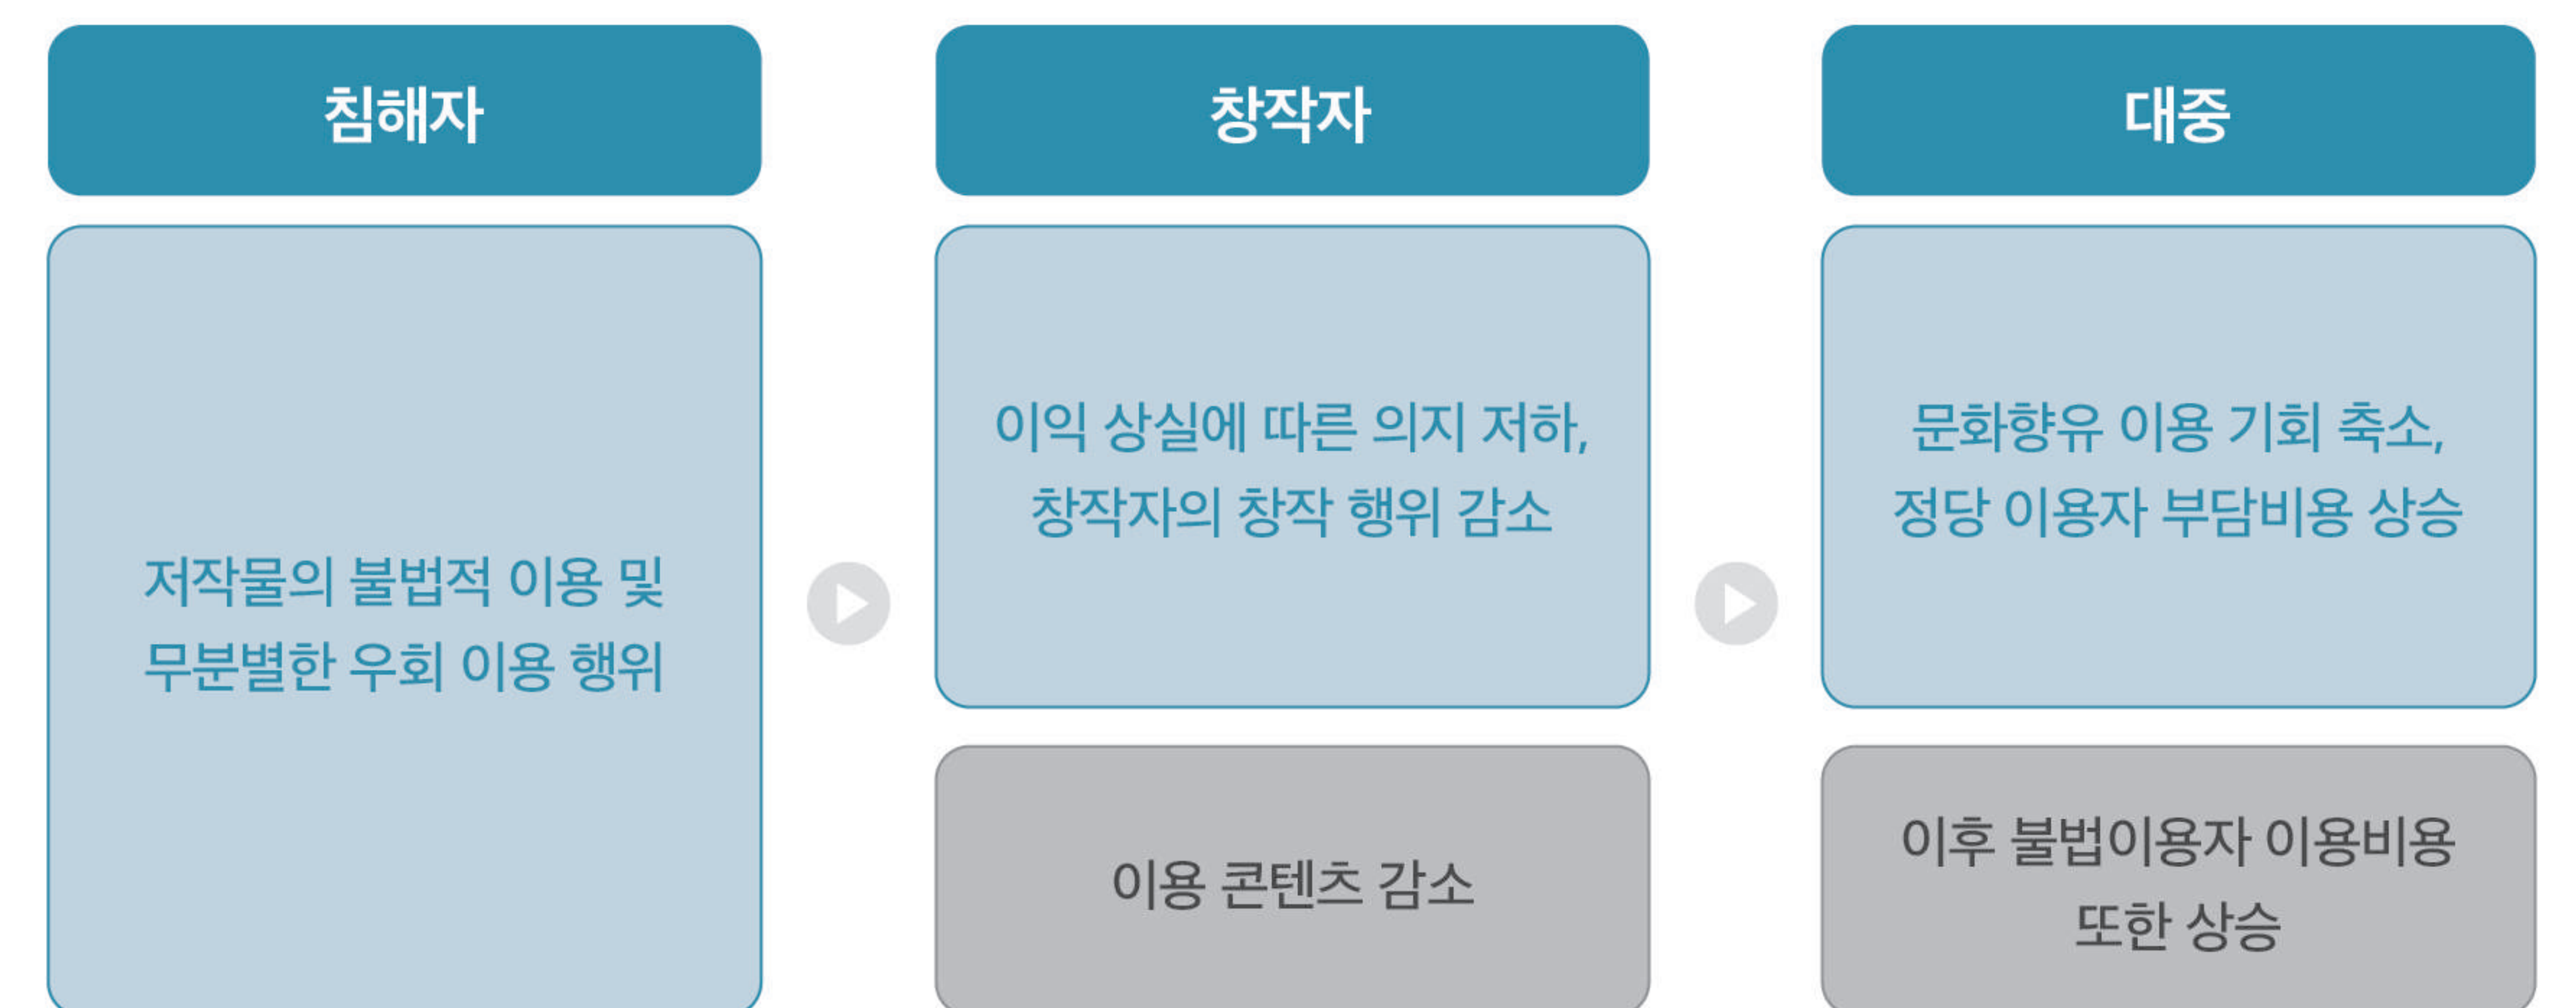 침해자
저작물의 불법적 이용 및
무분별한 우회 이용 행위
창작자
이익 상실에 따른 의지 저하,
창작자의 창작 행위 감소
이용 콘텐츠 감소
대중
문화향유 이용 기회 축소,
정당 이용자 부담비용 상승
이후 불법이용자 이용비용
또한 상승